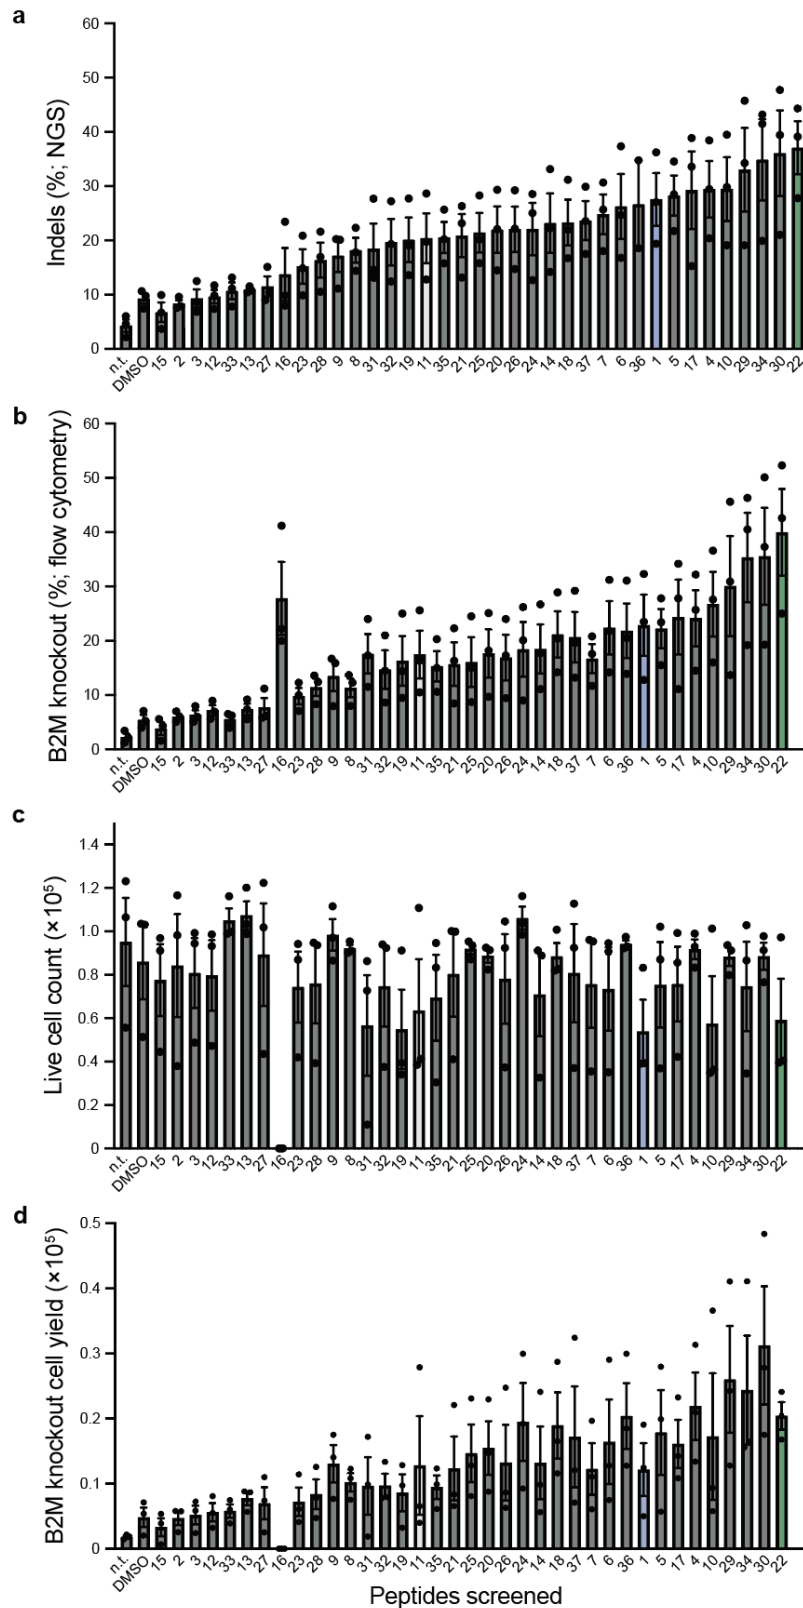 a
Indels (%; NGS)
60
50
40
30
20
10
0
n.t. DMSO 15 2 3 12 33 13 27 16 23 28 9 8 31 32 19 11 35 21 25 20 26 24 14 18 37 7 6 36 1 5 17 4 10 29 34 30 22
b
B2M knockout (%; flow cytometry)
60
50
40
30
20
10
0
n.t. DMSO 15 2 3 12 33 13 27 16 23 28 9 8 31 32 19 11 35 21 25 20 26 24 14 18 37 7 6 36 1 5 17 4 10 29 34 30 22
c
Live cell count (×10⁵)
1.4
1.2
1.0
0.8
0.6
0.4
0.2
0
n.t. DMSO 15 2 3 12 33 13 27 16 23 28 9 8 31 32 19 11 35 21 25 20 26 24 14 18 37 7 6 36 1 5 17 4 10 29 34 30 22
d
B2M knockout cell yield (×10⁵)
0.5
0.4
0.3
0.2
0.1
0
n.t. DMSO 15 2 3 12 33 13 27 16 23 28 9 8 31 32 19 11 35 21 25 20 26 24 14 18 37 7 6 36 1 5 17 4 10 29 34 30 22
Peptides screened